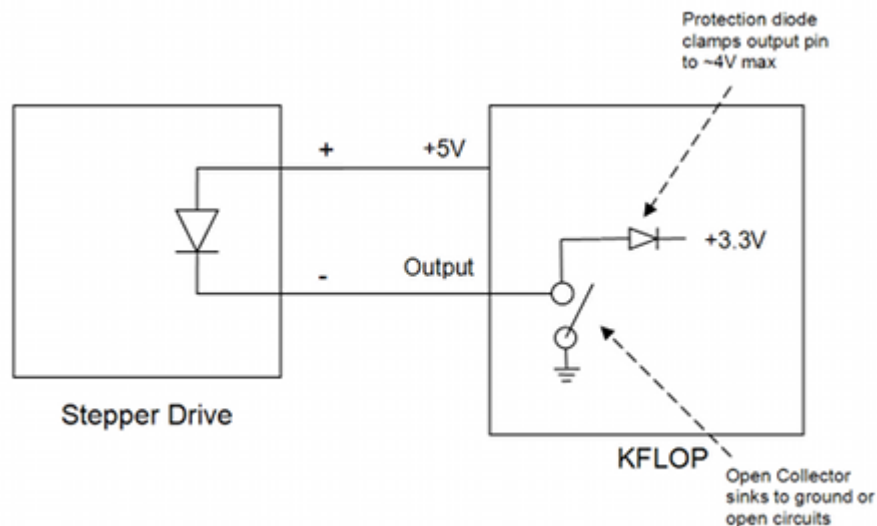 Protection diode
clamps output pin
to ~4V max
+ +5V
+3.3V
- Output
Stepper Drive
KFLOP
Open Collector
sinks to ground or
open circuits